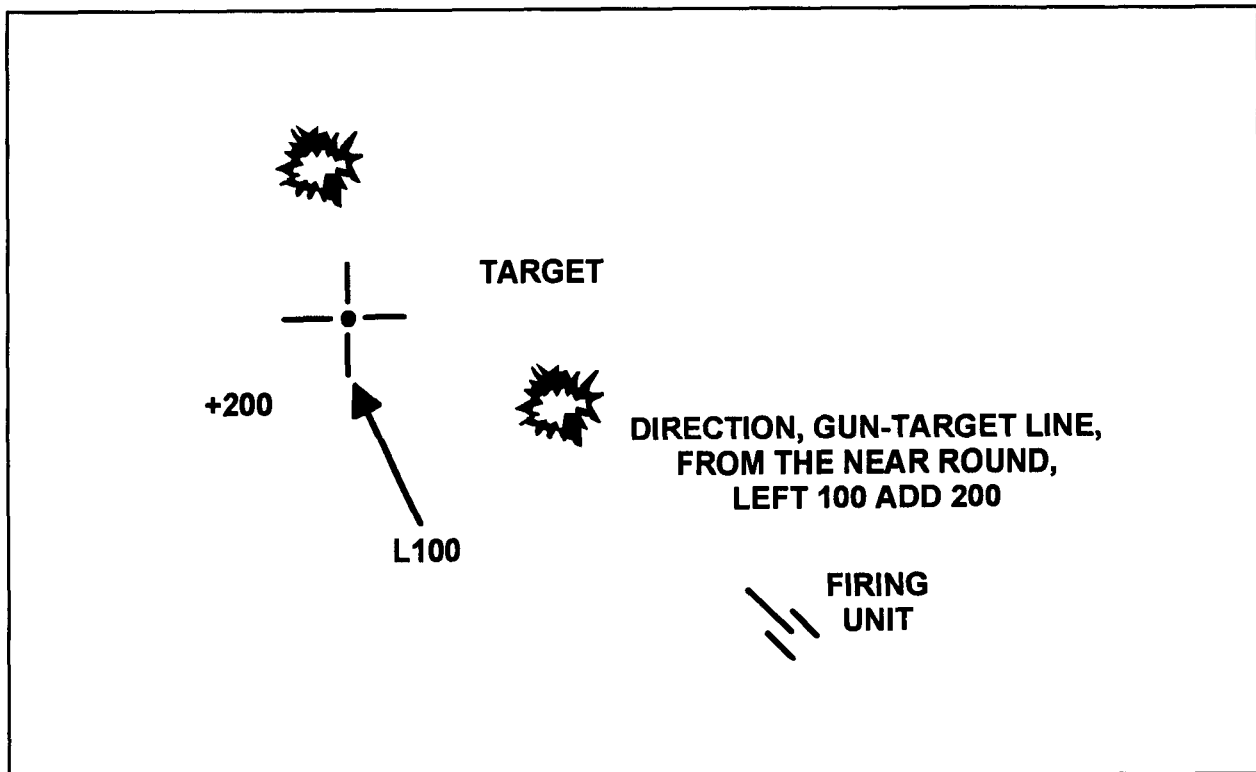 TARGET
+200
DIRECTION, GUN-TARGET LINE,
FROM THE NEAR ROUND,
LEFT 100 ADD 200
L100
FIRING
UNIT